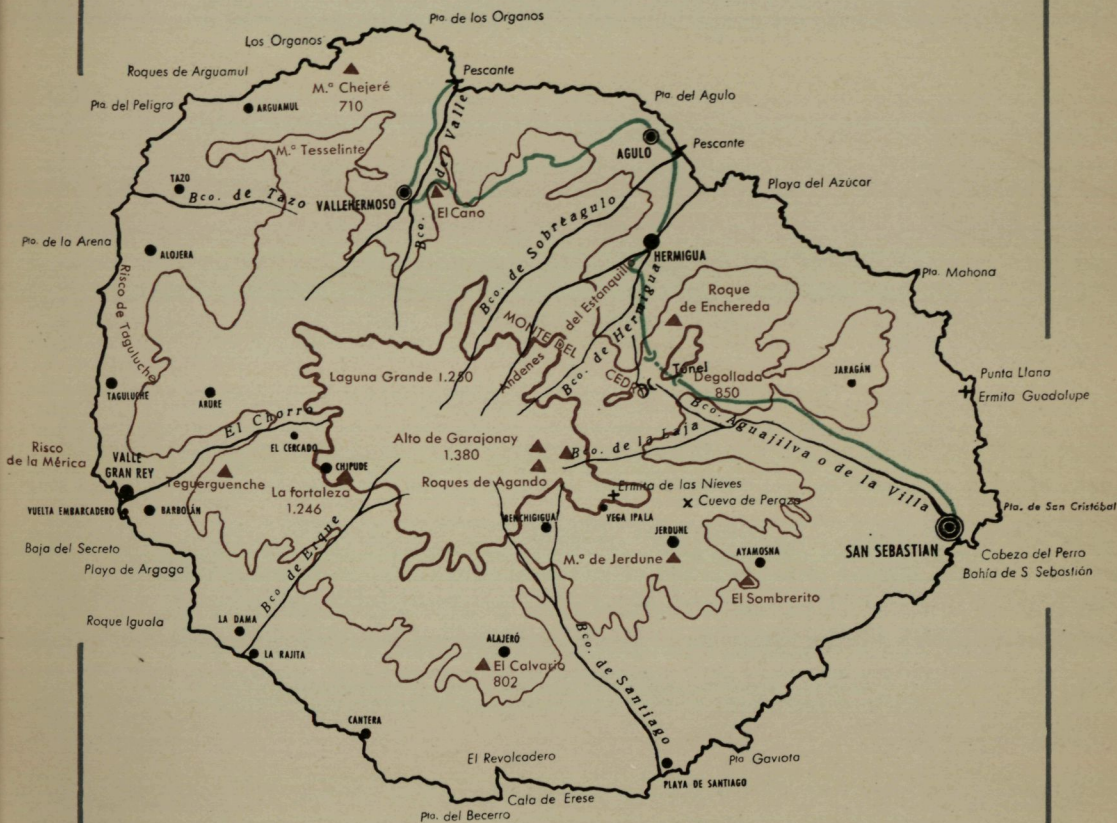 Pta. de los Organos
Los Organos
Roques de Arguamul
Pescante
M.ª Chejeré
710
Pta. del Peligra
ARGUAMUL
Pta. del Agulo
Bco. de Valle
M.ª Tesselinte
AGULO
Pescante
TAZO
Bco. de Tazo
VALLEHERMOSO
El Cano
Playa del Azúcar
Bco. de Sobreagulo
Pta. de la Arena
ALOJERA
HERMIGUA
Risco de Taguluche
del Estanquillo
Bco. de Hermigua
Pta. Mahona
Roque
de Enchereda
MONTE DEL
CEDRO
Andenes
Laguna Grande 1.250
Túnel
Degollada
850
JARAGÁN
Punta Llana
Ermita Guadalupe
TAGULUCHE
ARURE
El Chorro
EL CERCADO
Bco. Aguajilva o de la Villa
Alto de Garajonay
1.380
Bco. de la Laja
Risco
de la Mérica
VALLE
GRAN REY
CHIPUDE
Teguerguenche
La fortaleza
1.246
Roques de Agando
Ermita de las Nieves
Cueva de Peraza
VEGA IPALA
VUELTA EMBARCADERO
BARBOLÁN
BENCHIGIGUA
Pta. de San Cristóbal
SAN SEBASTIAN
JERDUNE
Baja del Secreto
Playa de Argaga
Bco de Erque
M.ª de Jerdune
AYAMOSNA
Cabeza del Perro
Bahía de S. Sebastián
El Sombrerito
Roque Iguala
LA DAMA
LA RAJITA
ALAJERÓ
El Calvario
802
Bco. de Santiago
CANTERA
El Revolcadero
Pta Gaviota
PLAYA DE SANTIAGO
Cala de Erese
Pta. del Becerro